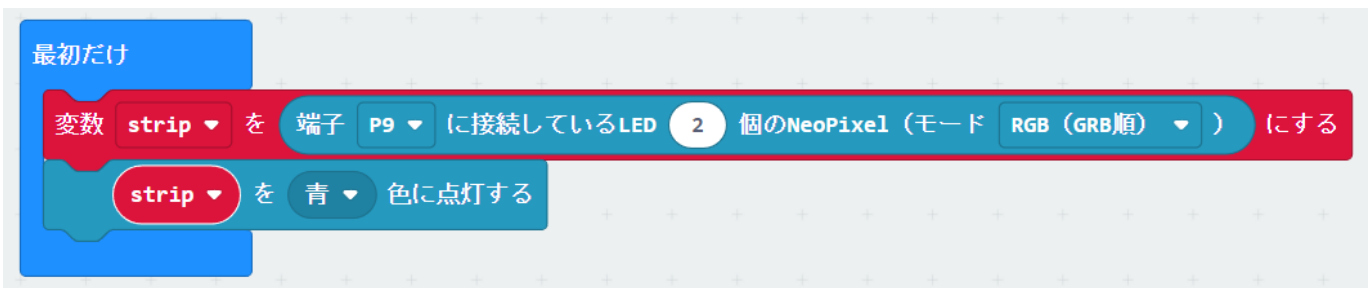 最初だけ
変数 strip を 端子 P9 に接続しているLED 2 個のNeoPixel（モード RGB（GRB順） ） にする
strip を 青 色に点灯する